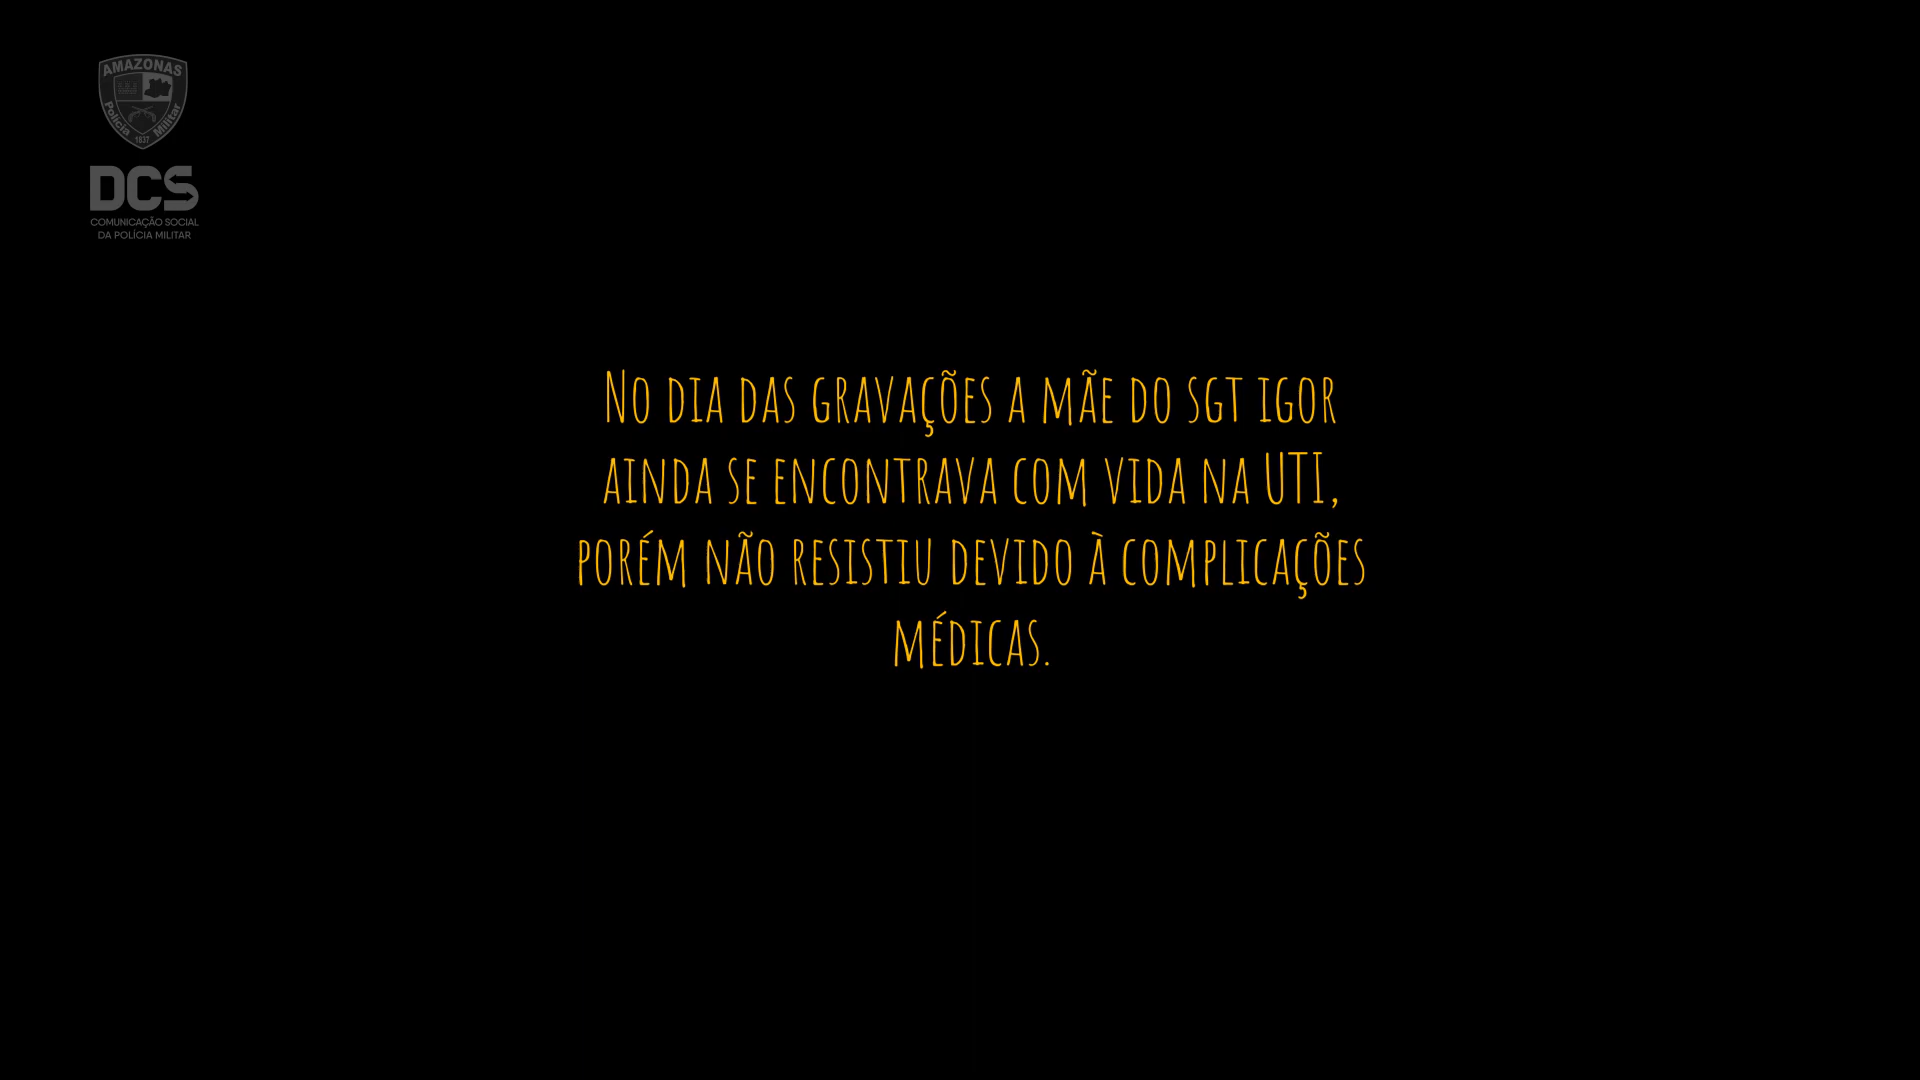 AMAZONAS
Polícia Militar
1837
DCS
COMUNICAÇÃO SOCIAL
DA POLÍCIA MILITAR
NO DIA DAS GRAVAÇÕES A MÃE DO SGT IGOR
AINDA SE ENCONTRAVA COM VIDA NA UTI,
PORÉM NÃO RESISTIU DEVIDO À COMPLICAÇÕES
MÉDICAS.